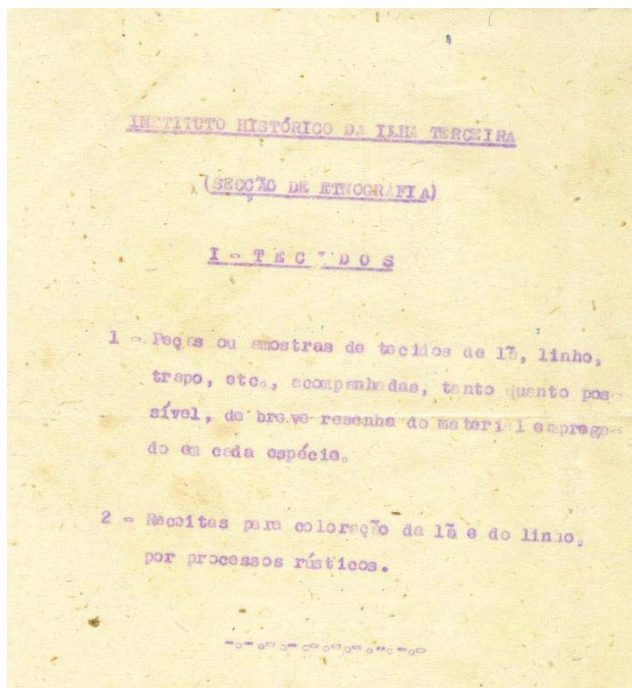 INSTITUTO HISTÓRICO DA ILHA TERCEIRA
(SECÇÃO DE ETNOGRAFIA)
I - T E C I D O S
1 - Peças ou amostras de tecidos de lã, linho,
trapo, etc., acompanhadas, tanto quanto pos-
sível, de breve resenha do material emprega-
do em cada espécie.
2 - Receitas para coloração da lã e do linho,
por processos rústicos.
-.-.-.-.-.-.-.-.-.-